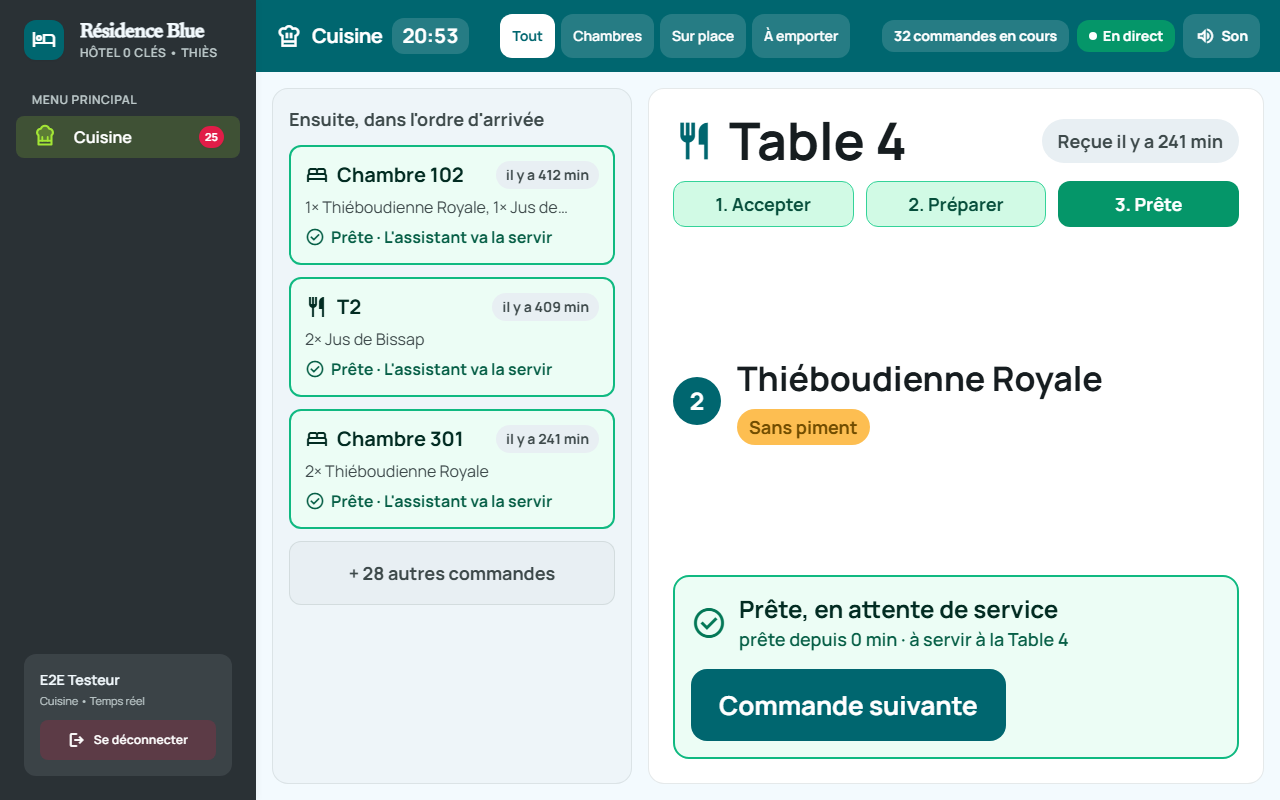 Résidence Blue
HÔTEL 0 CLÉS • THIÈS
MENU PRINCIPAL
Cuisine
25
E2E Testeur
Cuisine • Temps réel
Se déconnecter
Cuisine
20:53
Tout
Chambres
Sur place
À emporter
32 commandes en cours
En direct
Son
Ensuite, dans l'ordre d'arrivée
Chambre 102
il y a 412 min
1× Thiéboudienne Royale, 1× Jus de…
Prête · L'assistant va la servir
T2
il y a 409 min
2× Jus de Bissap
Prête · L'assistant va la servir
Chambre 301
il y a 241 min
2× Thiéboudienne Royale
Prête · L'assistant va la servir
+ 28 autres commandes
Table 4
Reçue il y a 241 min
1. Accepter
2. Préparer
3. Prête
2
Thiéboudienne Royale
Sans piment
Prête, en attente de service
prête depuis 0 min · à servir à la Table 4
Commande suivante